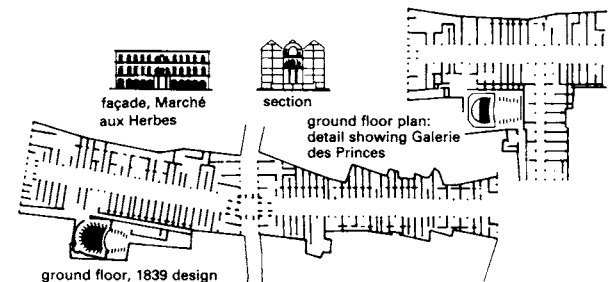 façade, Marché
aux Herbes
section
ground floor plan:
detail showing Galerie
des Princes
ground floor, 1839 design